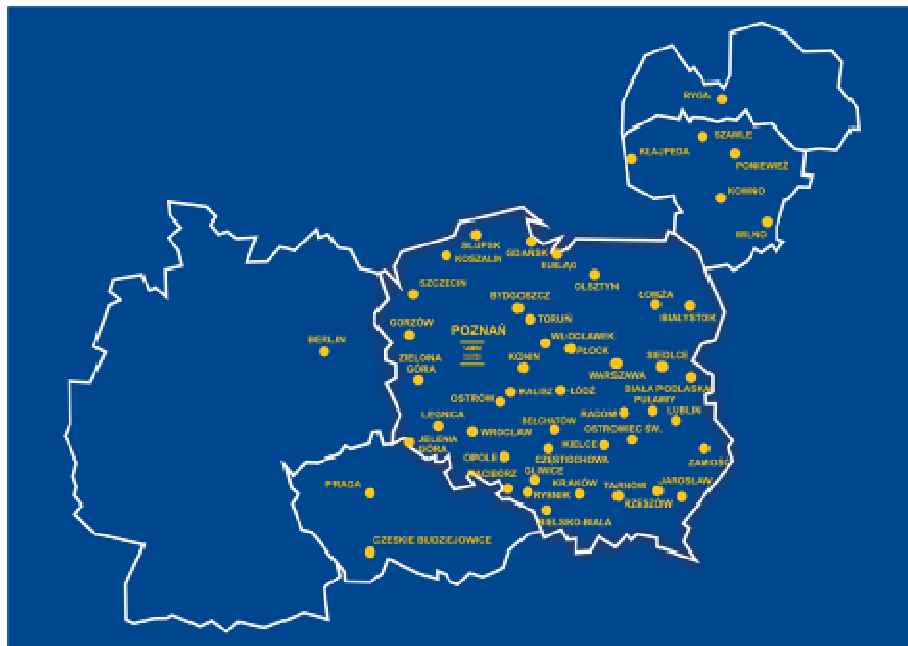 RYGA
SZAWLE
KŁAJPEDA
PONIEWIEŻ
KOWNO
WILNO
SŁUPSK
GDAŃSK
KOSZALIN
ELBLĄG
OLSZTYN
SZCZECIN
BYDGOSZCZ
ŁOMŻA
BIAŁYSTOK
TORUŃ
GORZÓW
POZNAŃ
WŁOCŁAWEK
BERLIN
PŁOCK
ZIELONA
GÓRA
KONIN
SIEDLCE
WARSZAWA
BIAŁA PODLASKA
KALISZ
ŁÓDŹ
OSTRÓW
PUŁAWY
LEGNICA
RADOM
LUBLIN
BEŁCHATÓW
OSTROWIEC ŚW.
WROCŁAW
JELENIA
GÓRA
KIELCE
OPOLE
CZĘSTOCHOWA
ZAMOŚĆ
RACIBÓRZ
GLIWICE
PRAGA
KRAKÓW
TARNÓW
JAROSŁAW
RYBNIK
RZESZÓW
BIELSKO-BIAŁA
CZESKIE BUDZIEJOWICE